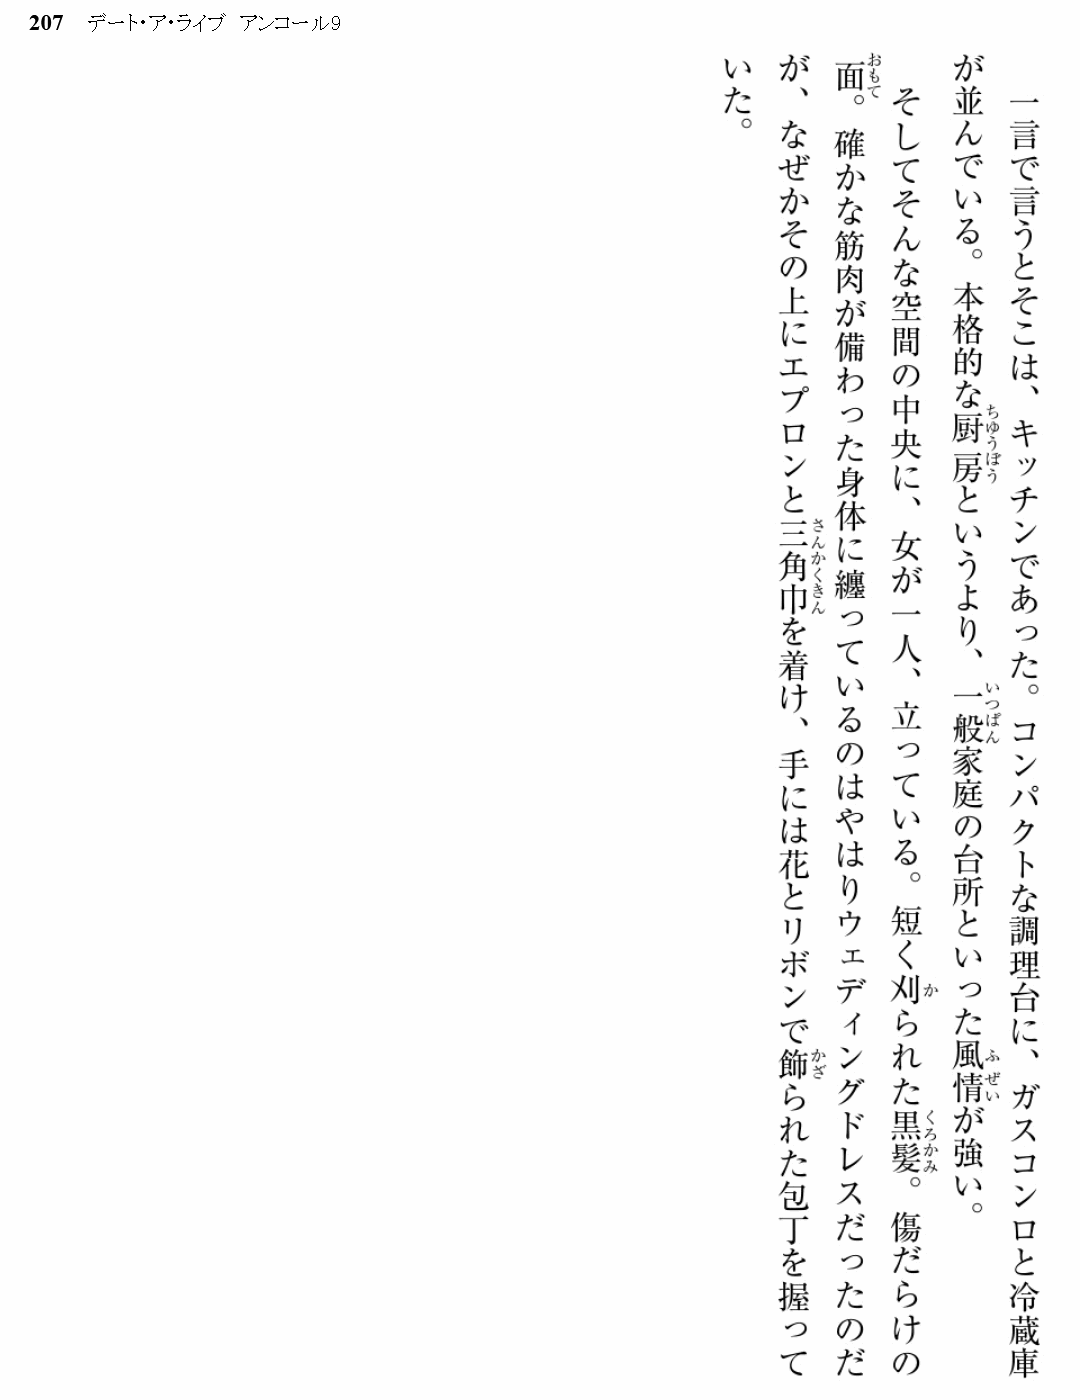 207 デート・ア・ライブ アンコール9
一言で言うとそこは、キッチンであった。コンパクトな調理台に、ガスコンロと冷蔵庫
が並んでいる。本格的な厨房というより、一般家庭の台所といった風情が強い。
そしてそんな空間の中央に、女が一人、立っている。短く刈られた黒髪。傷だらけの
面。確かな筋肉が備わった身体に纏っているのはやはりウェディングドレスだったのだ
が、なぜかその上にエプロンと三角巾を着け、手には花とリボンで飾られた包丁を握って
いた。